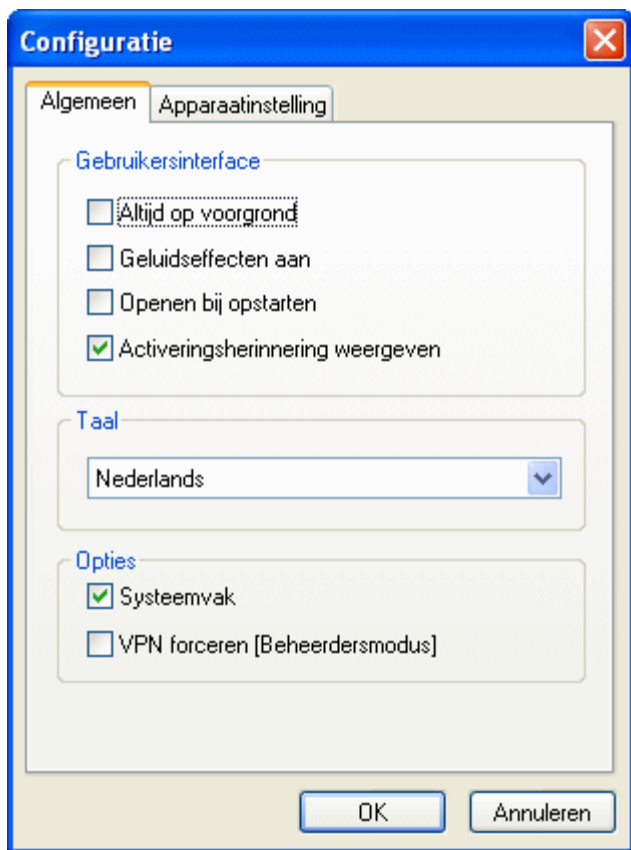 Configuratie
Algemeen
Apparaatinstelling
Gebruikersinterface
Altijd op voorgrond
Geluidseffecten aan
Openen bij opstarten
Activeringsherinnering weergeven
Taal
Nederlands
Opties
Systeemvak
VPN forceren [Beheerdersmodus]
OK
Annuleren